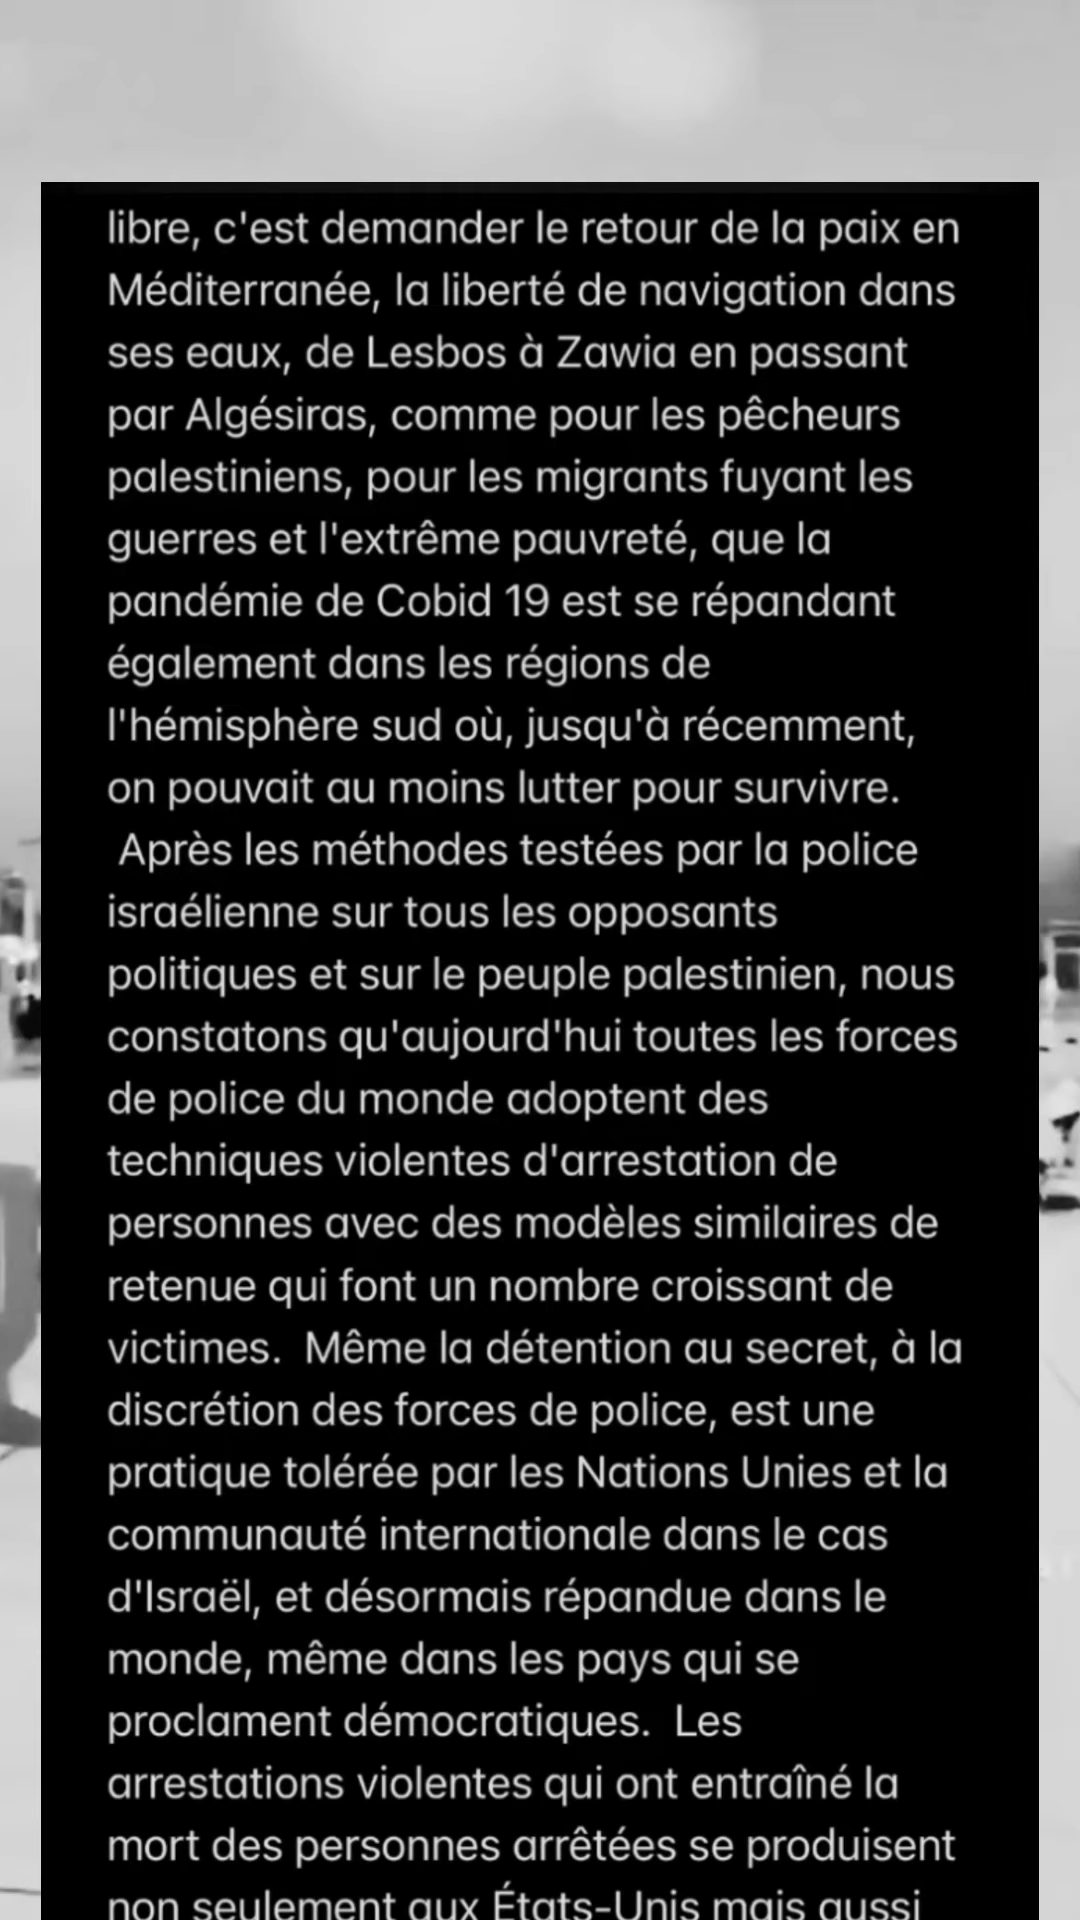 libre, c'est demander le retour de la paix en
Méditerranée, la liberté de navigation dans
ses eaux, de Lesbos à Zawia en passant
par Algésiras, comme pour les pêcheurs
palestiniens, pour les migrants fuyant les
guerres et l'extrême pauvreté, que la
pandémie de Cobid 19 est se répandant
également dans les régions de
l'hémisphère sud où, jusqu'à récemment,
on pouvait au moins lutter pour survivre.
Après les méthodes testées par la police
israélienne sur tous les opposants
politiques et sur le peuple palestinien, nous
constatons qu'aujourd'hui toutes les forces
de police du monde adoptent des
techniques violentes d'arrestation de
personnes avec des modèles similaires de
retenue qui font un nombre croissant de
victimes.  Même la détention au secret, à la
discrétion des forces de police, est une
pratique tolérée par les Nations Unies et la
communauté internationale dans le cas
d'Israël, et désormais répandue dans le
monde, même dans les pays qui se
proclament démocratiques.  Les
arrestations violentes qui ont entraîné la
mort des personnes arrêtées se produisent
non seulement aux États-Unis mais aussi